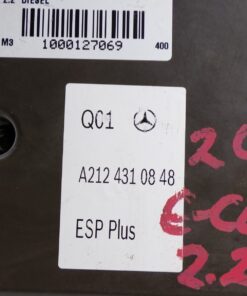 2.2 DIESEL
M3 1000127069 400
QC1
A212 431 08 48
ESP Plus
2.2